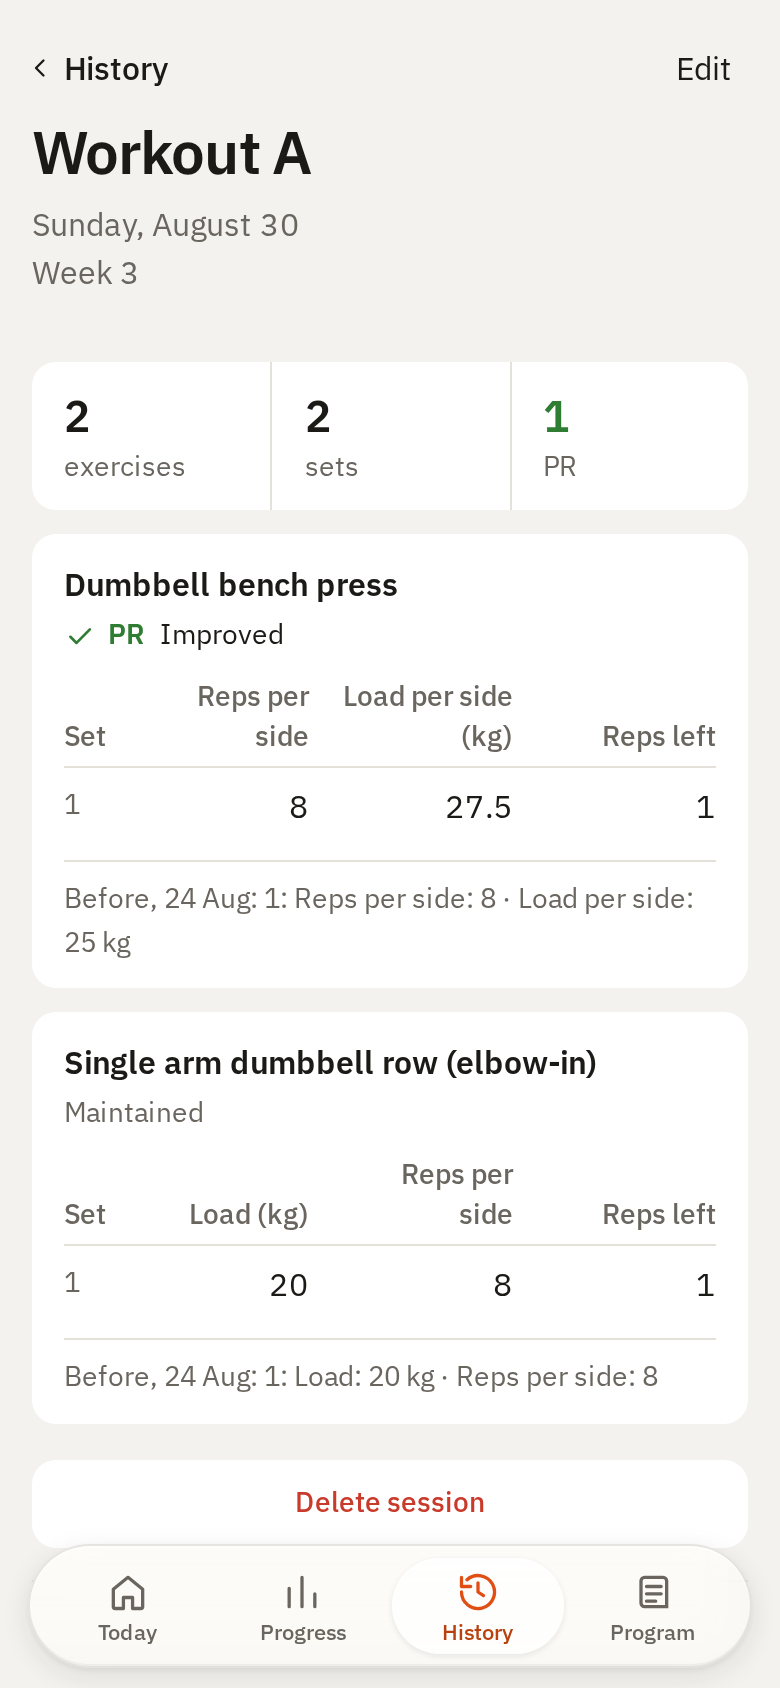 History Edit
Workout A
Sunday, August 30
Week 3
2 2 1
exercises sets PR
Dumbbell bench press
PR Improved
Reps per Load per side
Set side (kg) Reps left
1 8 27.5 1
Before, 24 Aug: 1: Reps per side: 8 · Load per side:
25 kg
Single arm dumbbell row (elbow-in)
Maintained
Reps per
Set Load (kg) side Reps left
1 20 8 1
Before, 24 Aug: 1: Load: 20 kg · Reps per side: 8
Delete session
Today Progress History Program